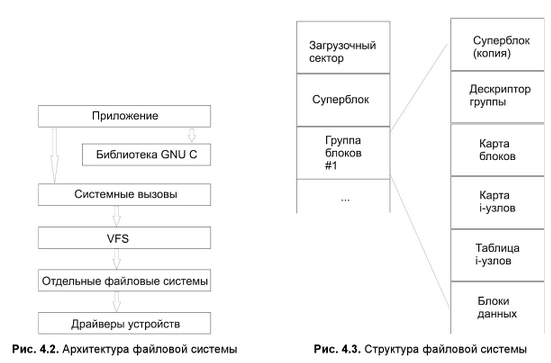 Приложение
Библиотека GNU C
Системные вызовы
VFS
Отдельные файловые системы
Драйверы устройств
Рис. 4.2. Архитектура файловой системы
Загрузочный
сектор
Суперблок
Группа
блоков
#1
...
Суперблок
(копия)
Дескриптор
группы
Карта
блоков
Карта
i-узлов
Таблица
i-узлов
Блоки
данных
Рис. 4.3. Структура файловой системы